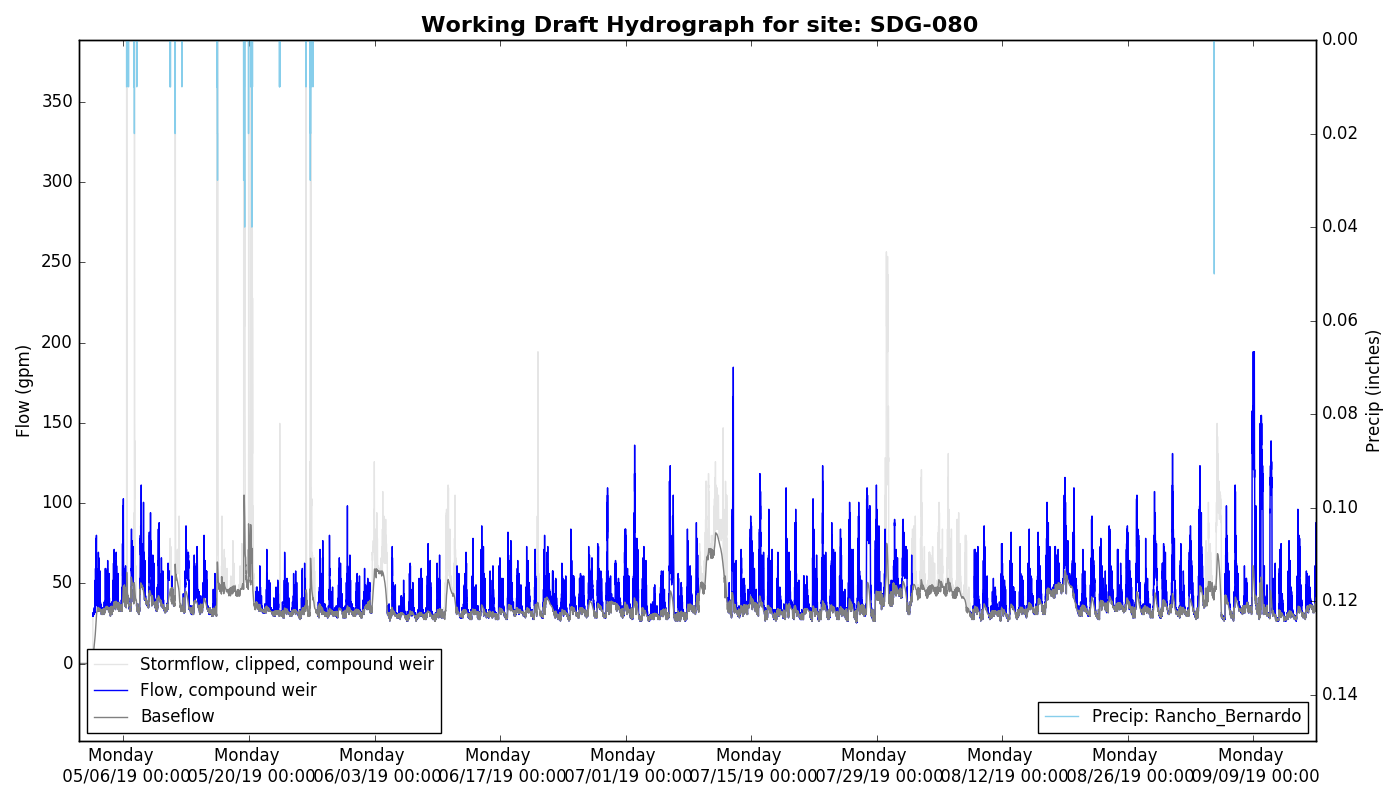 Working Draft Hydrograph for site: SDG-080
350
300
250
200
150
100
50
0
Flow (gpm)
0.00
0.02
0.04
0.06
0.08
0.10
0.12
0.14
Precip (inches)
Stormflow, clipped, compound weir
Flow, compound weir
Baseflow
Precip: Rancho_Bernardo
Monday Monday Monday Monday Monday Monday Monday Monday Monday Monday
05/06/19 00:00 05/20/19 00:00 06/03/19 00:00 06/17/19 00:00 07/01/19 00:00 07/15/19 00:00 07/29/19 00:00 08/12/19 00:00 08/26/19 00:00 09/09/19 00:00